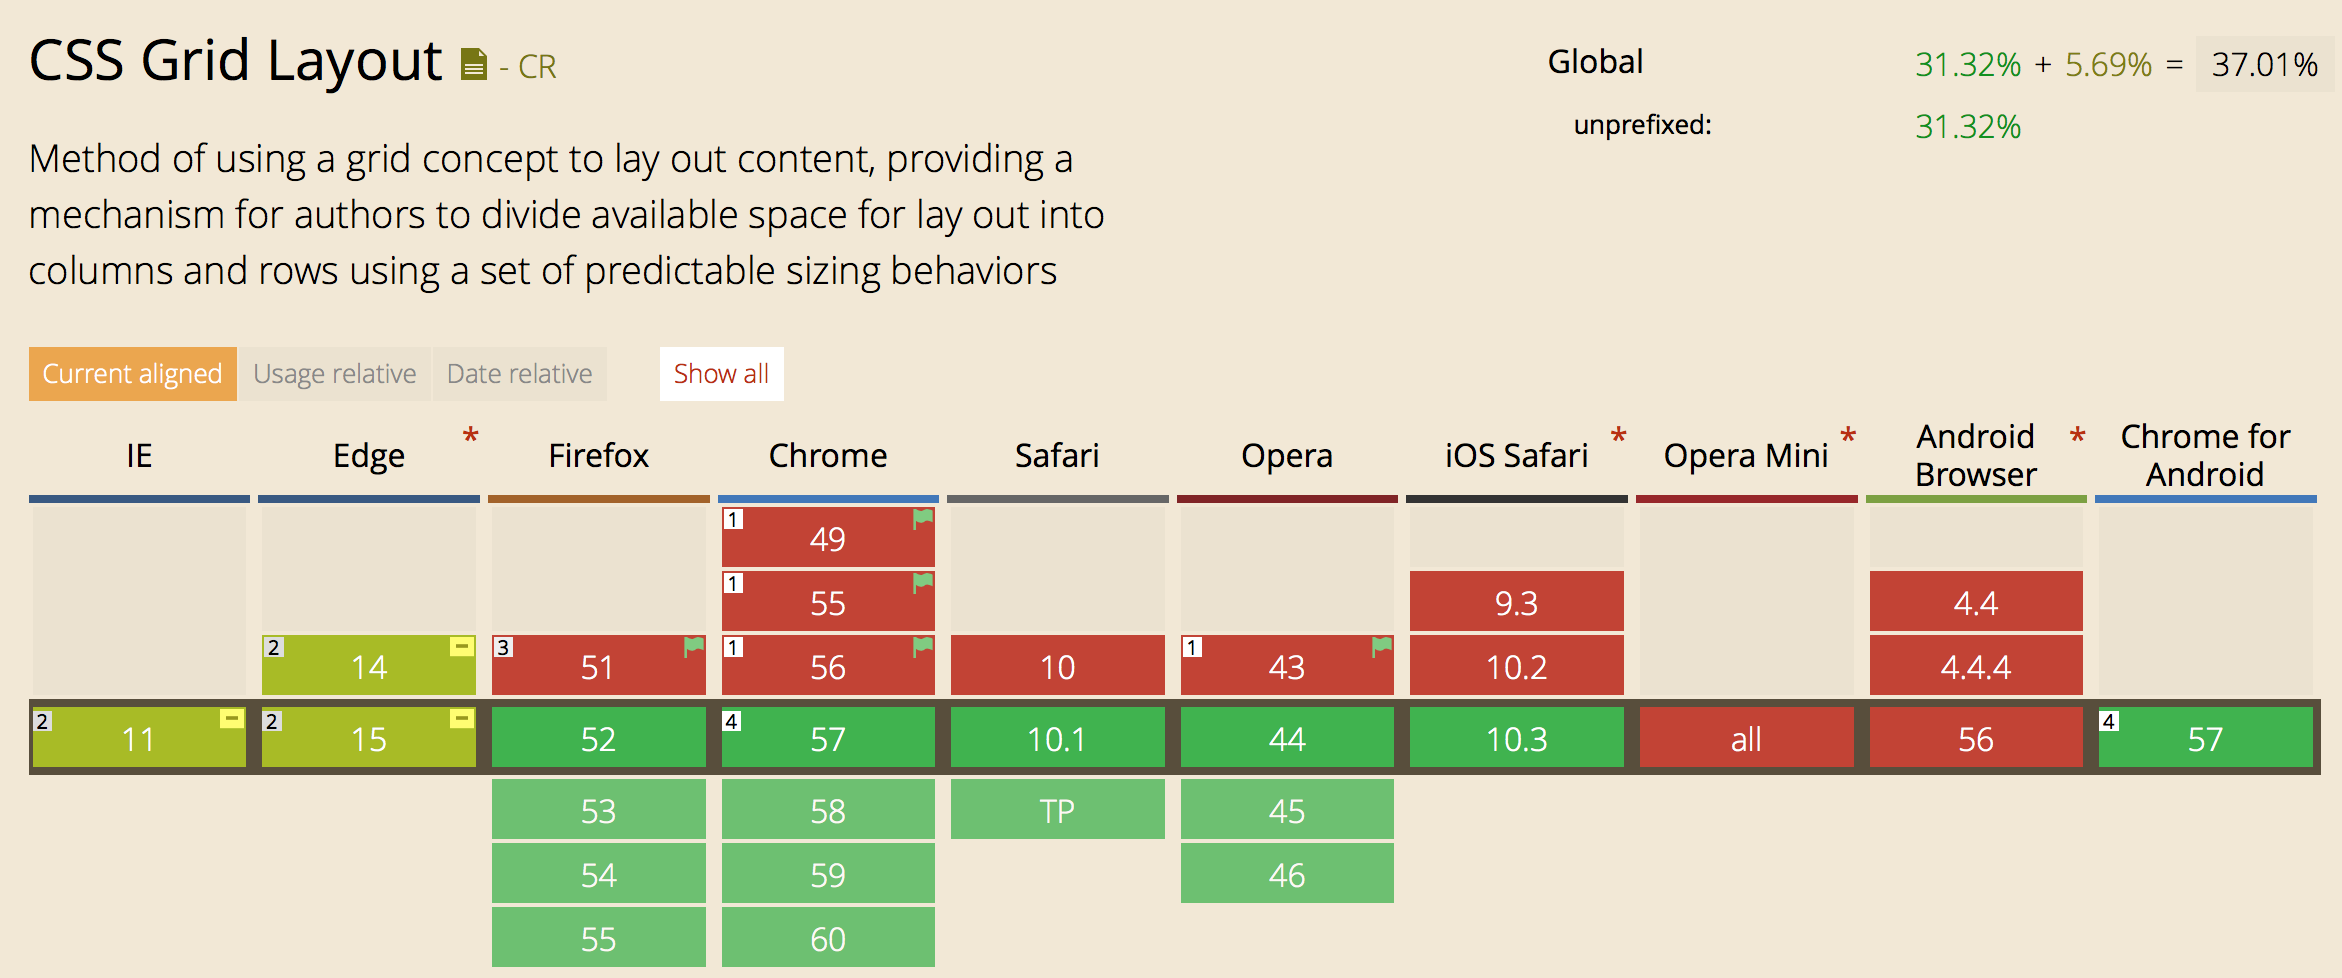 CSS Grid Layout - CR
Global 31.32% + 5.69% = 37.01%
unprefixed: 31.32%
Method of using a grid concept to lay out content, providing a
mechanism for authors to divide available space for lay out into
columns and rows using a set of predictable sizing behaviors
Current aligned Usage relative Date relative Show all
IE Edge * Firefox Chrome Safari Opera iOS Safari * Opera Mini * Android Browser * Chrome for Android
1 49
1 55 9.3 4.4
2 14 3 51 1 56 10 1 43 10.2 4.4.4
2 11 2 15 52 4 57 10.1 44 10.3 all 56 4 57
53 58 TP 45
54 59 46
55 60